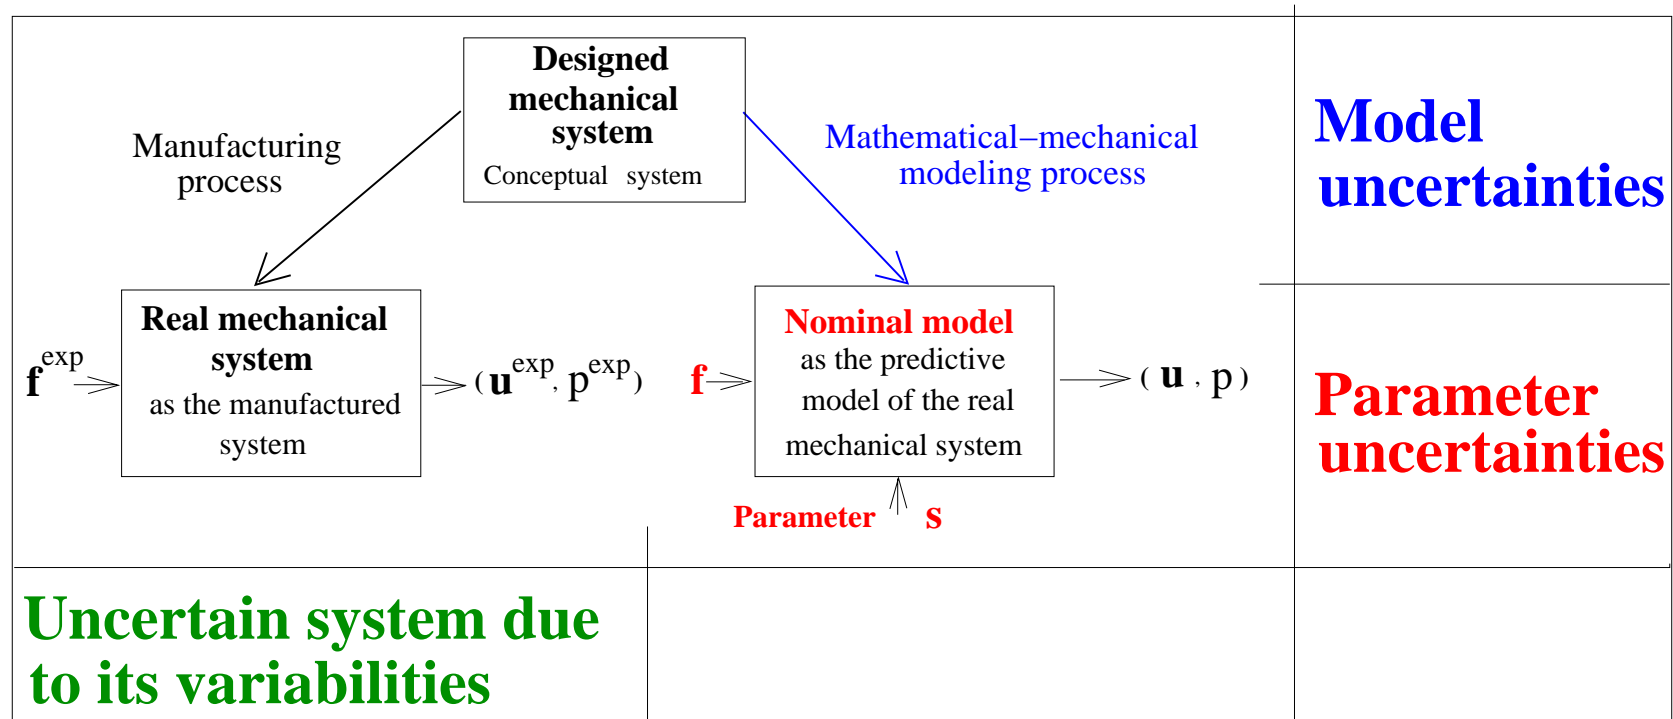 Designed
mechanical
system
Conceptual system
Manufacturing
process
Mathematical−mechanical
modeling process
Model
uncertainties
Real mechanical
system
as the manufactured
system
f^exp
(u^exp, p^exp)
Nominal model
as the predictive
model of the real
mechanical system
f
(u, p)
Parameter s
Parameter
uncertainties
Uncertain system due
to its variabilities